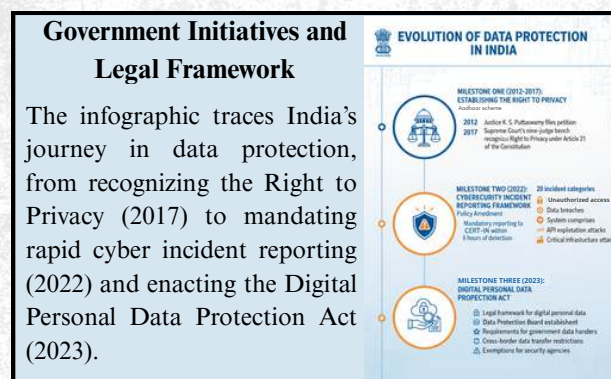 Government Initiatives and
Legal Framework
The infographic traces India's
journey in data protection,
from recognizing the Right to
Privacy (2017) to mandating
rapid cyber incident reporting
(2022) and enacting the Digital
Personal Data Protection Act
(2023).
EVOLUTION OF DATA PROTECTION
IN INDIA
MILESTONE ONE (2012-2017):
ESTABLISHING THE RIGHT TO PRIVACY
Aadhaar scheme
2012 Justice K. S. Puttaswamy files petition
2017 Supreme Court's nine-judge bench
Right to Privacy under Article 21
of the Constitution
MILESTONE TWO (2022):
CYBERSECURITY INCIDENT
REPORTING FRAMEWORK
Policy Amedment
Mandatory reporting to
CERT-IN within
6 hours of detection
20 incident categories
Unauthorized access
Data breaches
System comprises
API explotation attacks
Critical infrastucture attac
MILESTONE THREE (2023):
DIGITAL PERSONAL DATA
PROPECTION ACT
Legal framework for digital personal data
Data Protection Board establishent
Requirements for government data handers
Cross-border data transfer restrictions
Exemptions for security agencies